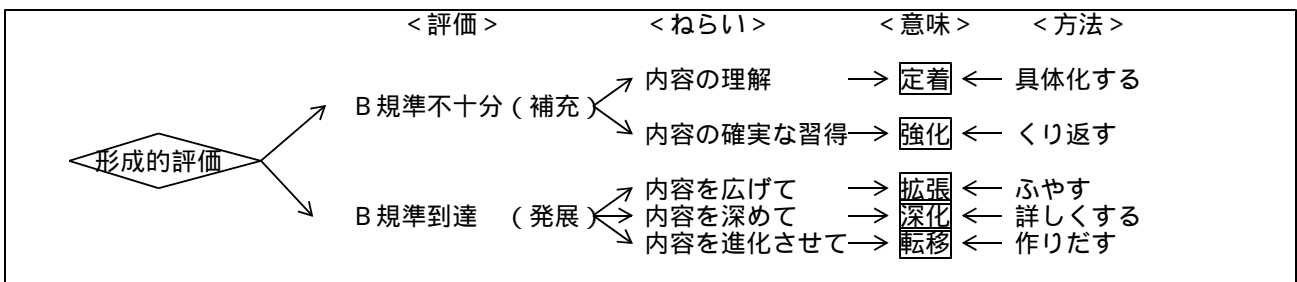 ＜評価＞ ＜ねらい＞ ＜意味＞ ＜方法＞
内容の理解 定着 具体化する
Ｂ規準不十分（補充）
内容の確実な習得 強化 くり返す
形成的評価
内容を広げて 拡張 ふやす
Ｂ規準到達 （発展） 内容を深めて 深化 詳しくする
内容を進化させて 転移 作りだす